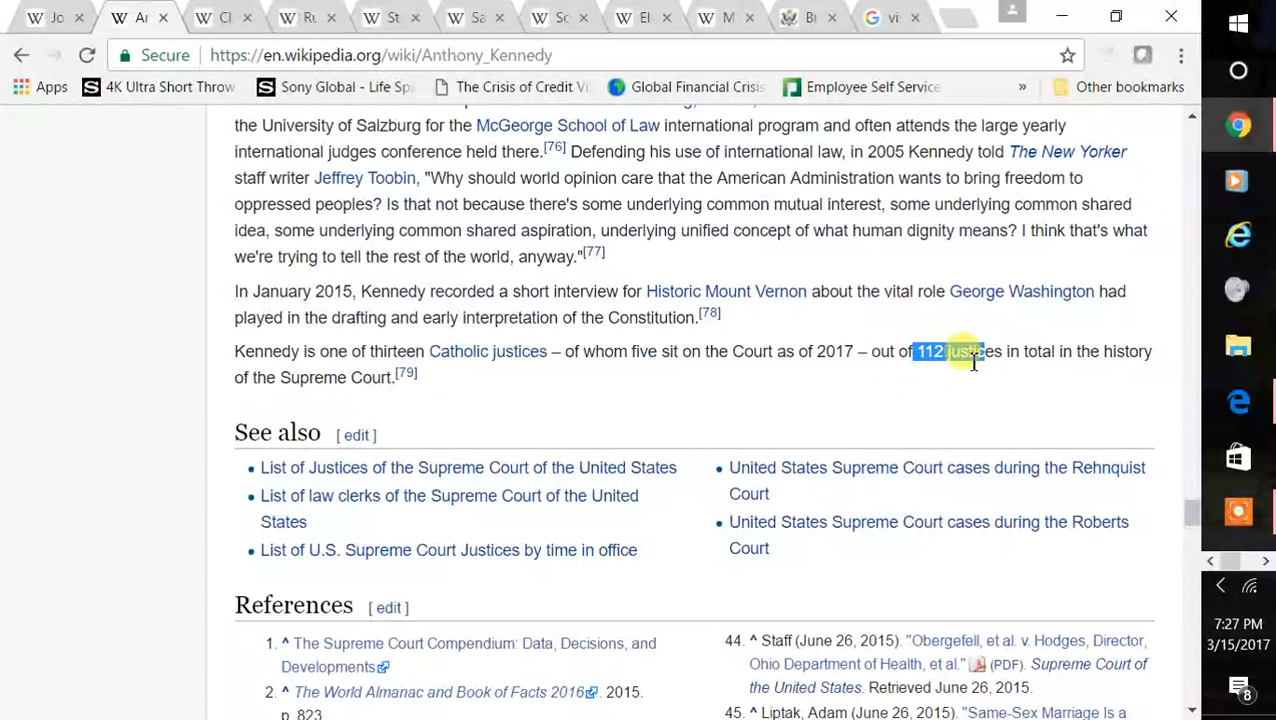 Jo
Ar
Cl
Ru
St
Sa
Sc
El
M
Br
vi
Secure
https://en.wikipedia.org/wiki/Anthony_Kennedy
Apps
4K Ultra Short Throw
Sony Global - Life Sp
The Crisis of Credit Vi
Global Financial Crisis
Employee Self Service
»
Other bookmarks
the University of Salzburg for the McGeorge School of Law international program and often attends the large yearly
international judges conference held there.[76] Defending his use of international law, in 2005 Kennedy told The New Yorker
staff writer Jeffrey Toobin, "Why should world opinion care that the American Administration wants to bring freedom to
oppressed peoples? Is that not because there's some underlying common mutual interest, some underlying common shared
idea, some underlying common shared aspiration, underlying unified concept of what human dignity means? I think that's what
we're trying to tell the rest of the world, anyway."[77]
In January 2015, Kennedy recorded a short interview for Historic Mount Vernon about the vital role George Washington had
played in the drafting and early interpretation of the Constitution.[78]
Kennedy is one of thirteen Catholic justices – of whom five sit on the Court as of 2017 – out of 112 justices in total in the history
of the Supreme Court.[79]
See also [ edit ]
• List of Justices of the Supreme Court of the United States
• List of law clerks of the Supreme Court of the United
States
• List of U.S. Supreme Court Justices by time in office
• United States Supreme Court cases during the Rehnquist
Court
• United States Supreme Court cases during the Roberts
Court
References [ edit ]
1. ^ The Supreme Court Compendium: Data, Decisions, and
Developments
2. ^ The World Almanac and Book of Facts 2016. 2015.
p. 823
44. ^ Staff (June 26, 2015). "Obergefell, et al. v. Hodges, Director,
Ohio Department of Health, et al." (PDF). Supreme Court of
the United States. Retrieved June 26, 2015.
45. ^ Liptak, Adam (June 26, 2015). "Same-Sex Marriage Is a
7:27 PM
3/15/2017
8